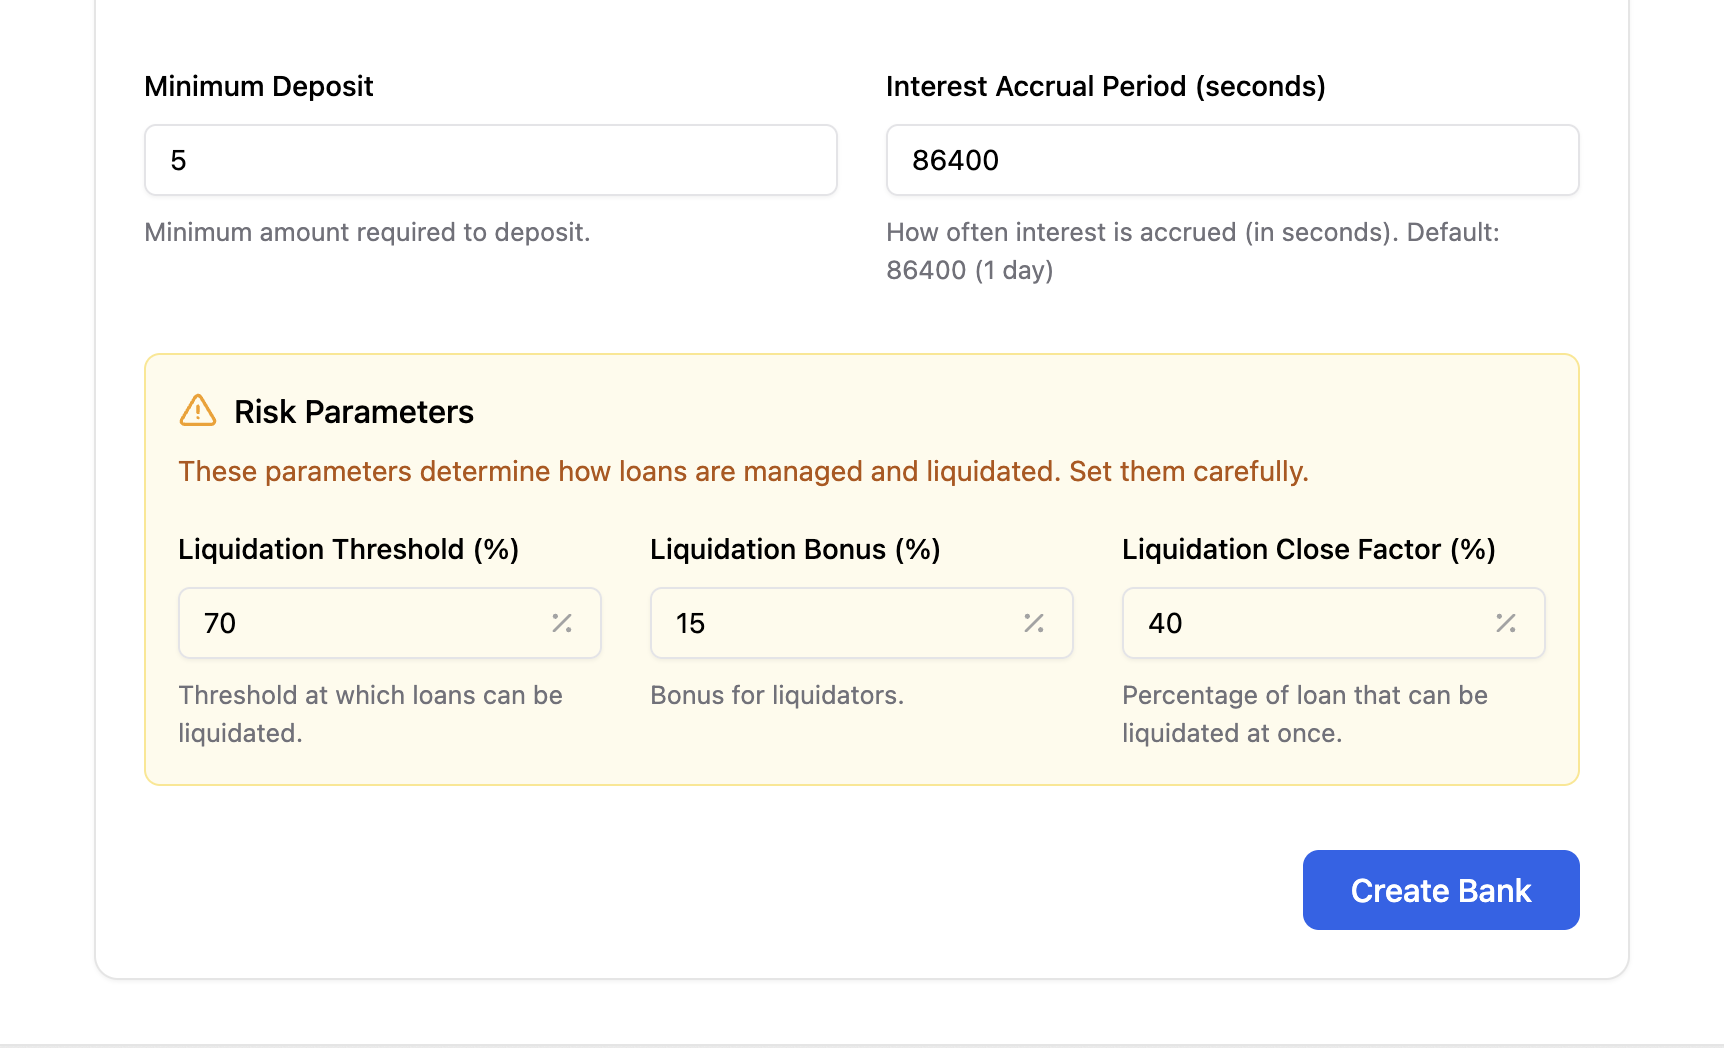 Minimum Deposit
Interest Accrual Period (seconds)
5
86400
Minimum amount required to deposit.
How often interest is accrued (in seconds). Default:
86400 (1 day)
Risk Parameters
These parameters determine how loans are managed and liquidated. Set them carefully.
Liquidation Threshold (%)
Liquidation Bonus (%)
Liquidation Close Factor (%)
70 %
15 %
40 %
Threshold at which loans can be
liquidated.
Bonus for liquidators.
Percentage of loan that can be
liquidated at once.
Create Bank